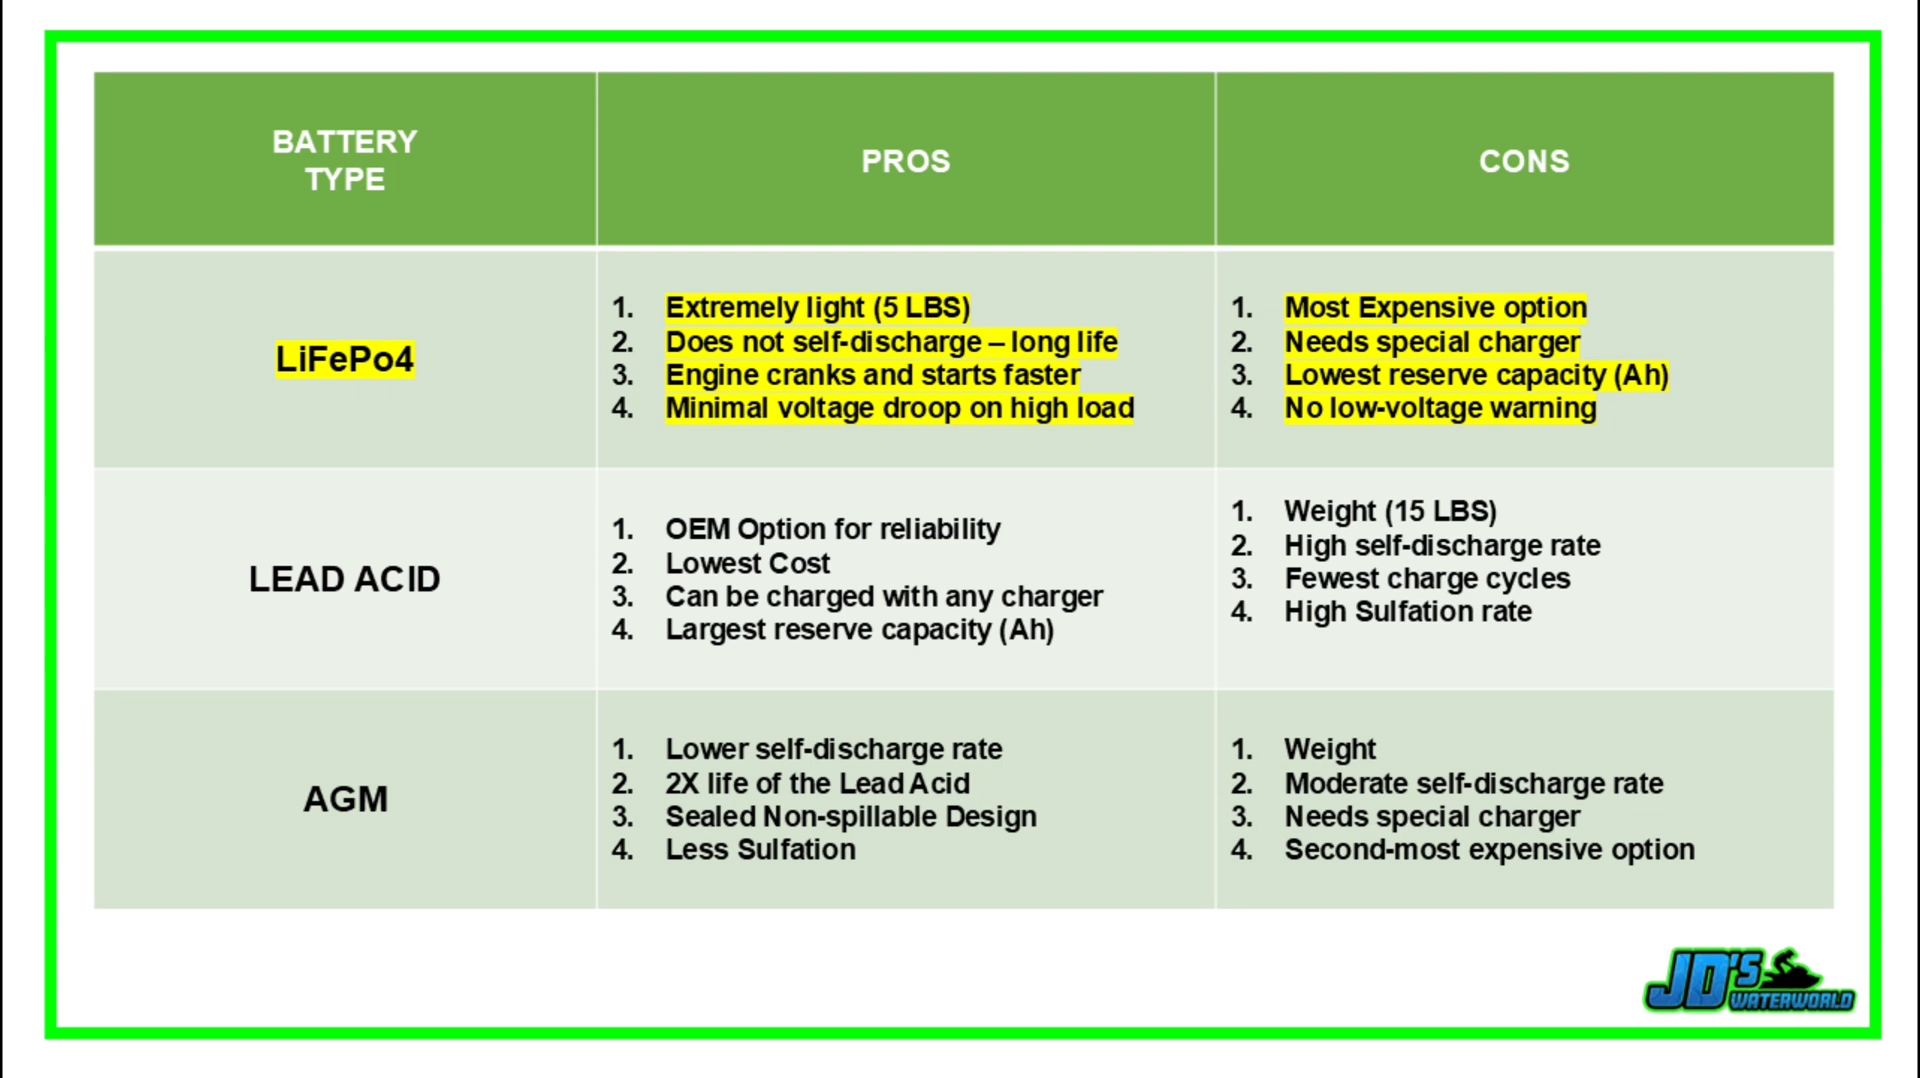 BATTERY
TYPE
PROS
CONS
LiFePo4
1. Extremely light (5 LBS)
2. Does not self-discharge – long life
3. Engine cranks and starts faster
4. Minimal voltage droop on high load
1. Most Expensive option
2. Needs special charger
3. Lowest reserve capacity (Ah)
4. No low-voltage warning
LEAD ACID
1. OEM Option for reliability
2. Lowest Cost
3. Can be charged with any charger
4. Largest reserve capacity (Ah)
1. Weight (15 LBS)
2. High self-discharge rate
3. Fewest charge cycles
4. High Sulfation rate
AGM
1. Lower self-discharge rate
2. 2X life of the Lead Acid
3. Sealed Non-spillable Design
4. Less Sulfation
1. Weight
2. Moderate self-discharge rate
3. Needs special charger
4. Second-most expensive option
JD'S
WATERWORLD